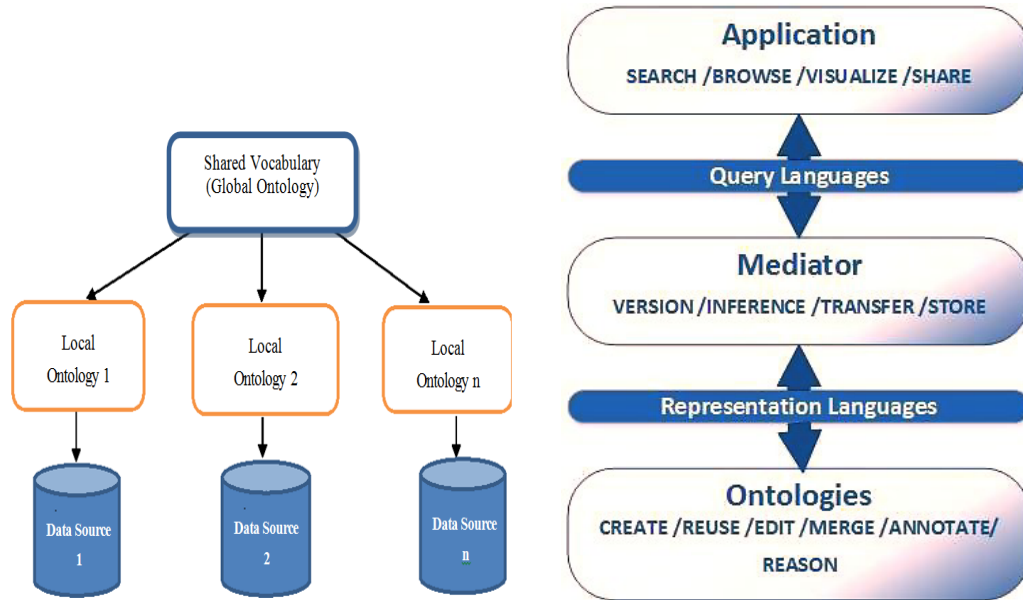 Shared Vocabulary
(Global Ontology)
Local
Ontology 1
Local
Ontology 2
Local
Ontology n
Data Source
1
Data Source
2
Data Source
n
Application
SEARCH /BROWSE /VISUALIZE /SHARE
Query Languages
Mediator
VERSION /INFERENCE /TRANSFER /STORE
Representation Languages
Ontologies
CREATE /REUSE /EDIT /MERGE /ANNOTATE/
REASON